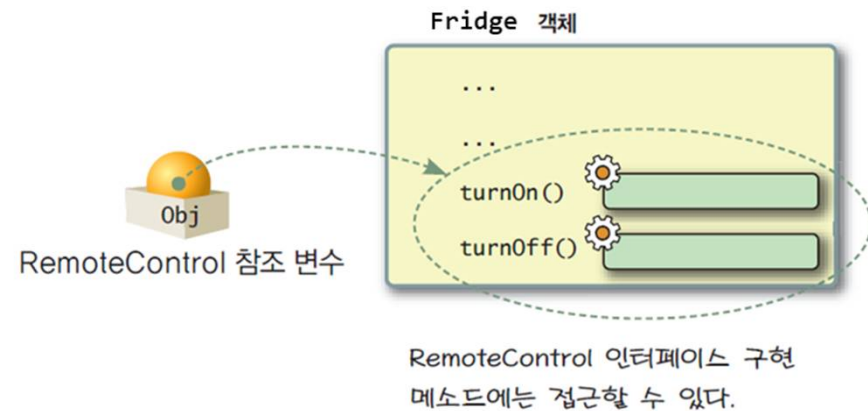 Fridge 객체
...
...
turnOn()
turnOff()
Obj
RemoteControl 참조 변수
RemoteControl 인터페이스 구현
메소드에는 접근할 수 있다.